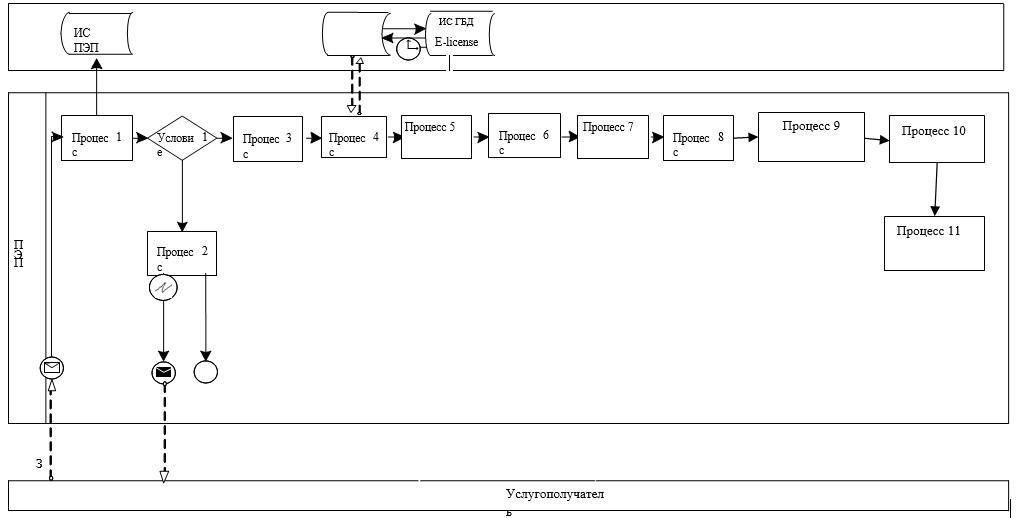 ИС
ПЭП
ИС ГБД
E-license
Процес 1
с
Услови 1
е
Процес 3
с
Процес 4
с
Процесс 5
Процес 6
с
Процесс 7
Процес 8
с
Процесс 9
Процесс 10
Процес 2
с
Процесс 11
ПЭП
З
Услугополучател
ь